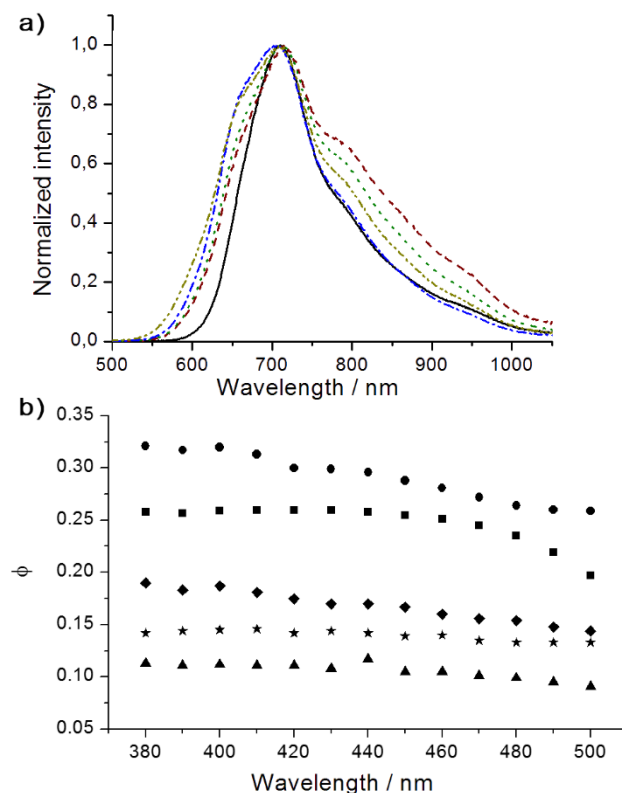 a)
Normalized intensity
1,0
0,8
0,6
0,4
0,2
0,0
500 600 700 800 900 1000
Wavelength / nm
b)
ϕ
0.35
0.30
0.25
0.20
0.15
0.10
0.05
380 400 420 440 460 480 500
Wavelength / nm